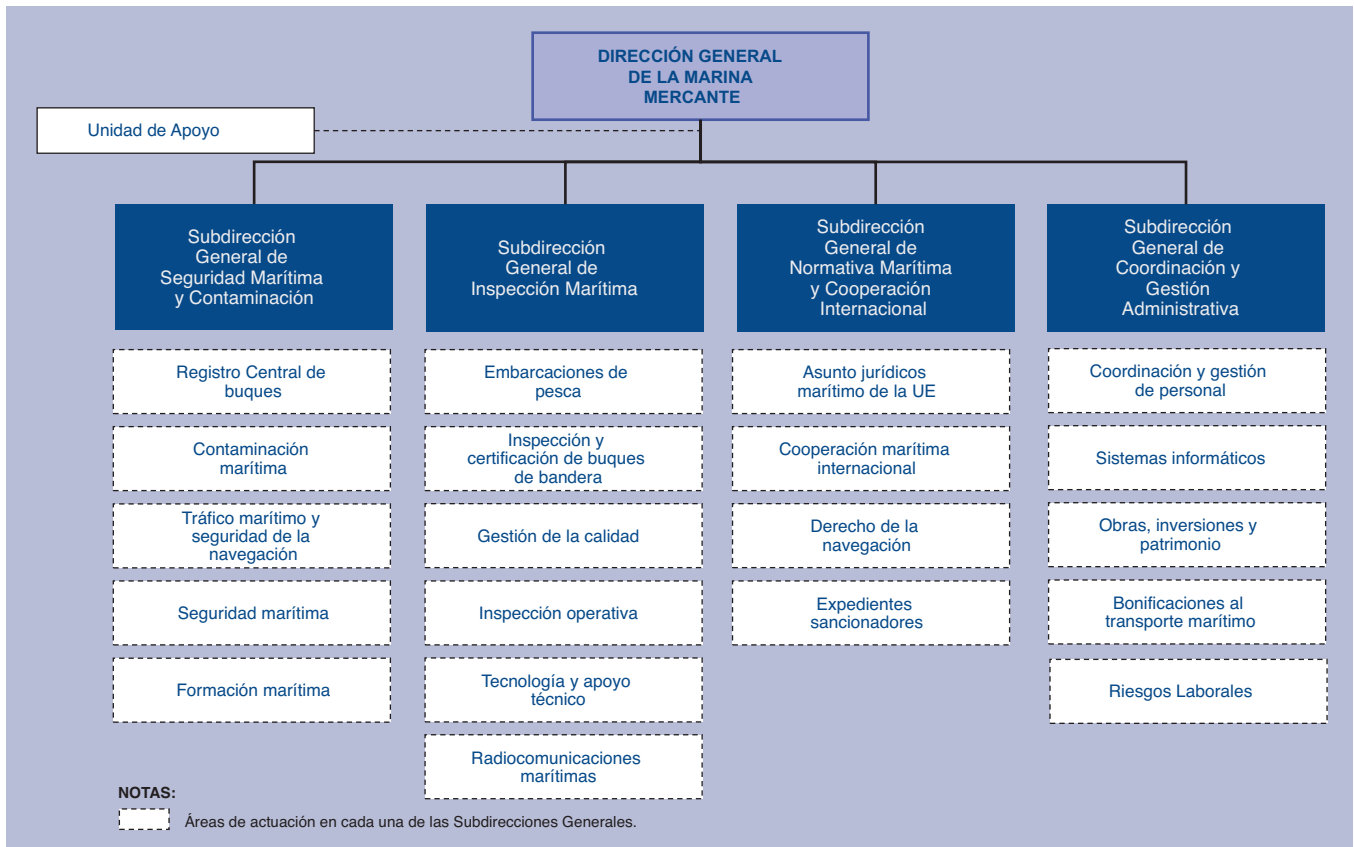 DIRECCIÓN GENERAL
DE LA MARINA
MERCANTE
Unidad de Apoyo
Subdirección
General de
Seguridad Marítima
y Contaminación
Registro Central de
buques
Contaminación
marítima
Tráfico marítimo y
seguridad de la
navegación
Seguridad marítima
Formación marítima
Subdirección
General de
Inspección Marítima
Embarcaciones de
pesca
Inspección y
certificación de buques
de bandera
Gestión de la calidad
Inspección operativa
Tecnología y apoyo
técnico
Radiocomunicaciones
marítimas
Subdirección
General de
Normativa Marítima
y Cooperación
Internacional
Asunto jurídicos
marítimo de la UE
Cooperación marítima
internacional
Derecho de la
navegación
Expedientes
sancionadores
Subdirección
General de
Coordinación y
Gestión
Administrativa
Coordinación y gestión
de personal
Sistemas informáticos
Obras, inversiones y
patrimonio
Bonificaciones al
transporte marítimo
Riesgos Laborales
NOTAS:
Áreas de actuación en cada una de las Subdirecciones Generales.